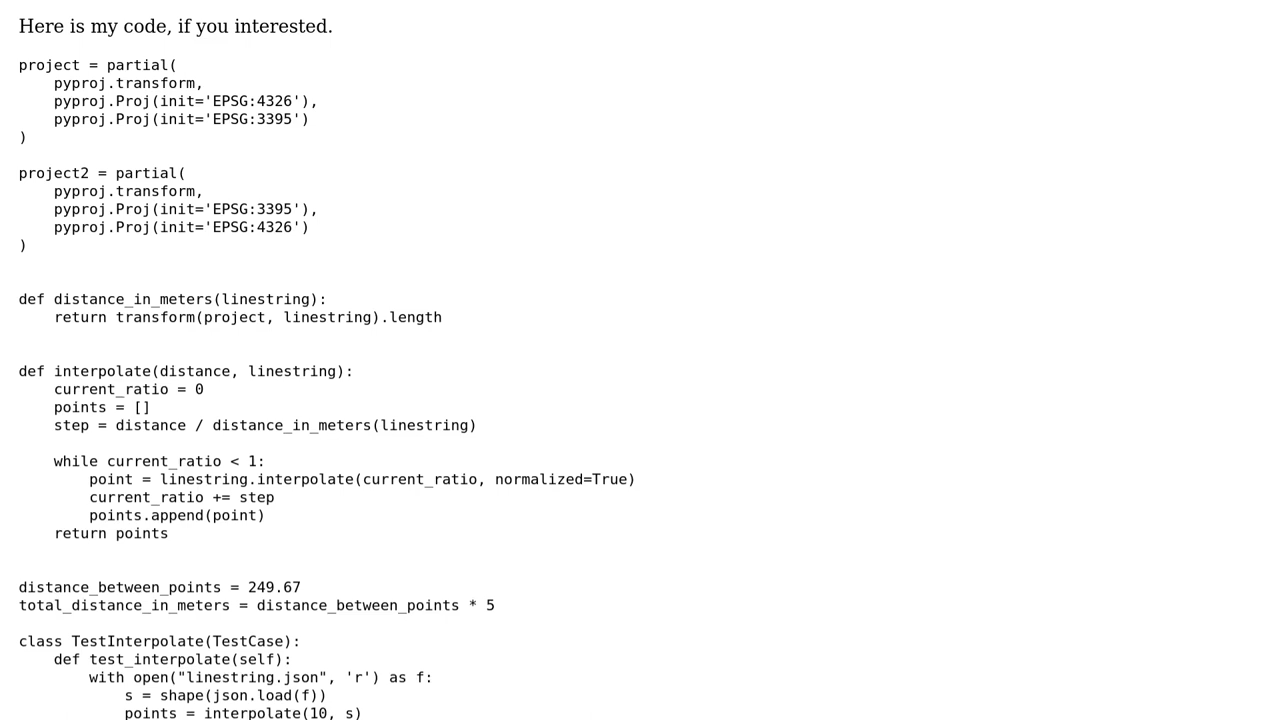 Here is my code, if you interested.
project = partial(
    pyproj.transform,
    pyproj.Proj(init='EPSG:4326'),
    pyproj.Proj(init='EPSG:3395')
)
project2 = partial(
    pyproj.transform,
    pyproj.Proj(init='EPSG:3395'),
    pyproj.Proj(init='EPSG:4326')
)
def distance_in_meters(linestring):
    return transform(project, linestring).length
def interpolate(distance, linestring):
    current_ratio = 0
    points = []
    step = distance / distance_in_meters(linestring)
    while current_ratio < 1:
        point = linestring.interpolate(current_ratio, normalized=True)
        current_ratio += step
        points.append(point)
    return points
distance_between_points = 249.67
total_distance_in_meters = distance_between_points * 5
class TestInterpolate(TestCase):
    def test_interpolate(self):
        with open("linestring.json", 'r') as f:
            s = shape(json.load(f))
            points = interpolate(10, s)